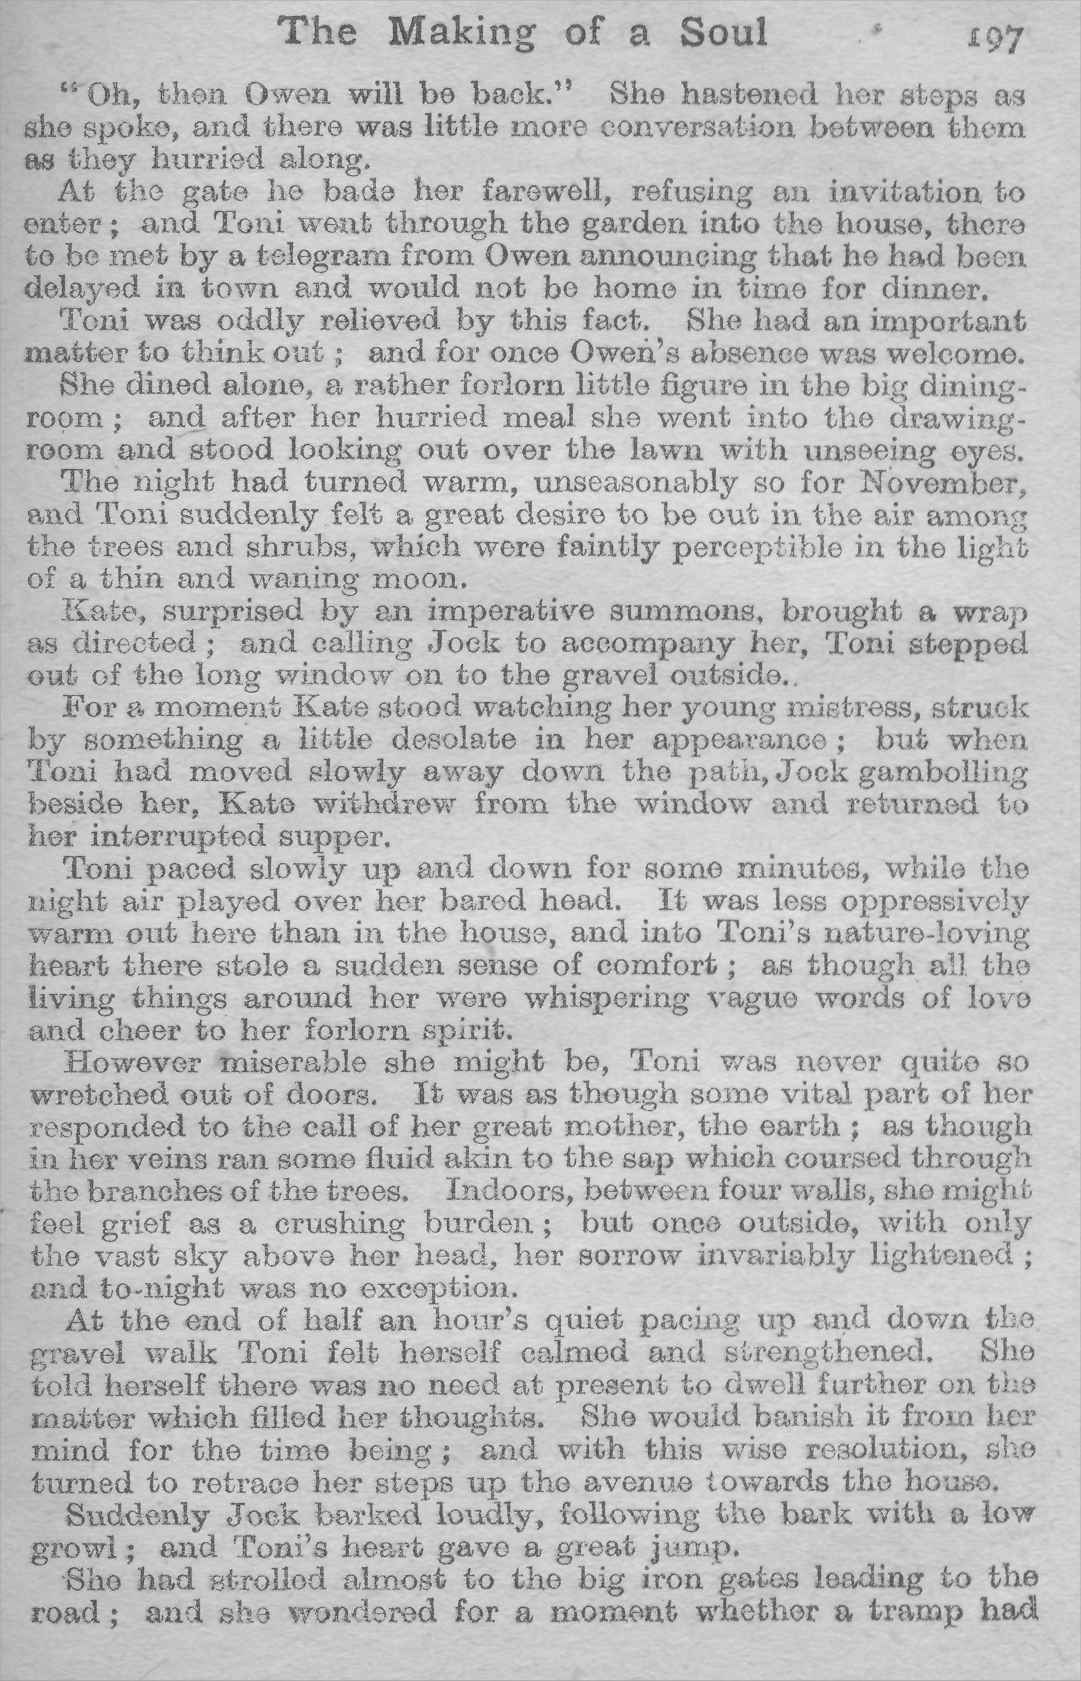 The Making of a Soul 197
“Oh, then Owen will be back.” She hastened her steps as
she spoke, and there was little more conversation between them
as they hurried along.
At the gate he bade her farewell, refusing an invitation to
enter ; and Toni went through the garden into the house, there
to be met by a telegram from Owen announcing that he had been
delayed in town and would not be home in time for dinner.
Toni was oddly relieved by this fact. She had an important
matter to think out ; and for once Owen’s absence was welcome.
She dined alone, a rather forlorn little figure in the big dining-
room ; and after her hurried meal she went into the drawing-
room and stood looking out over the lawn with unseeing eyes.
The night had turned warm, unseasonably so for November,
and Toni suddenly felt a great desire to be out in the air among
the trees and shrubs, which were faintly perceptible in the light
of a thin and waning moon.
Kate, surprised by an imperative summons, brought a wrap
as directed ; and calling Jock to accompany her, Toni stepped
out of the long window on to the gravel outside.
For a moment Kate stood watching her young mistress, struck
by something a little desolate in her appearance ; but when
Toni had moved slowly away down the path, Jock gambolling
beside her, Kate withdrew from the window and returned to
her interrupted supper.
Toni paced slowly up and down for some minutes, while the
night air played over her bared head. It was less oppressively
warm out here than in the house, and into Toni’s nature-loving
heart there stole a sudden sense of comfort ; as though all the
living things around her were whispering vague words of love
and cheer to her forlorn spirit.
However miserable she might be, Toni was never quite so
wretched out of doors. It was as though some vital part of her
responded to the call of her great mother, the earth ; as though
in her veins ran some fluid akin to the sap which coursed through
the branches of the trees. Indoors, between four walls, she might
feel grief as a crushing burden ; but once outside, with only
the vast sky above her head, her sorrow invariably lightened ;
and to-night was no exception.
At the end of half an hour’s quiet pacing up and down the
gravel walk Toni felt herself calmed and strengthened. She
told herself there was no need at present to dwell further on the
matter which filled her thoughts. She would banish it from her
mind for the time being ; and with this wise resolution, she
turned to retrace her steps up the avenue towards the house.
Suddenly Jock barked loudly, following the bark with a low
growl ; and Toni’s heart gave a great jump.
She had strolled almost to the big iron gates leading to the
road ; and she wondered for a moment whether a tramp had